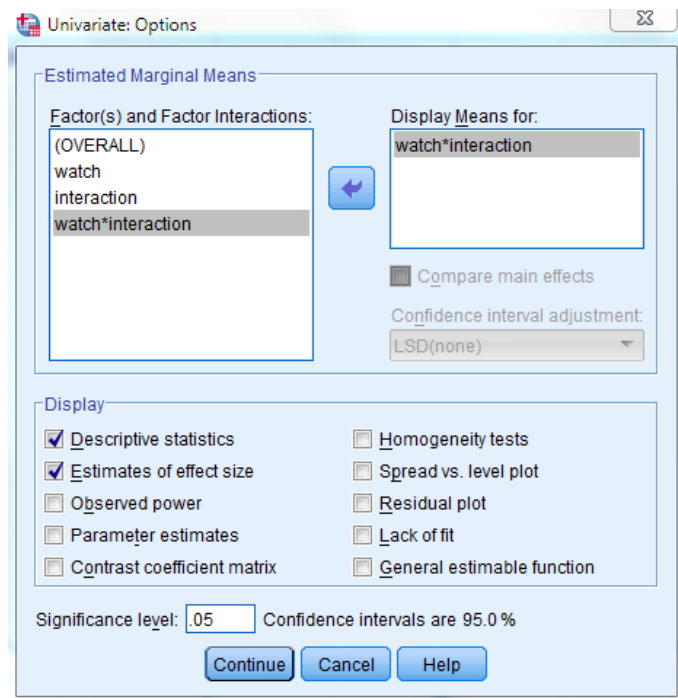 Univariate: Options
Estimated Marginal Means
Factor(s) and Factor Interactions:
(OVERALL)
watch
interaction
watch*interaction
Display Means for:
watch*interaction
Compare main effects
Confidence interval adjustment:
LSD(none)
Display
Descriptive statistics
Estimates of effect size
Observed power
Parameter estimates
Contrast coefficient matrix
Homogeneity tests
Spread vs. level plot
Residual plot
Lack of fit
General estimable function
Significance level: .05 Confidence intervals are 95.0 %
Continue Cancel Help